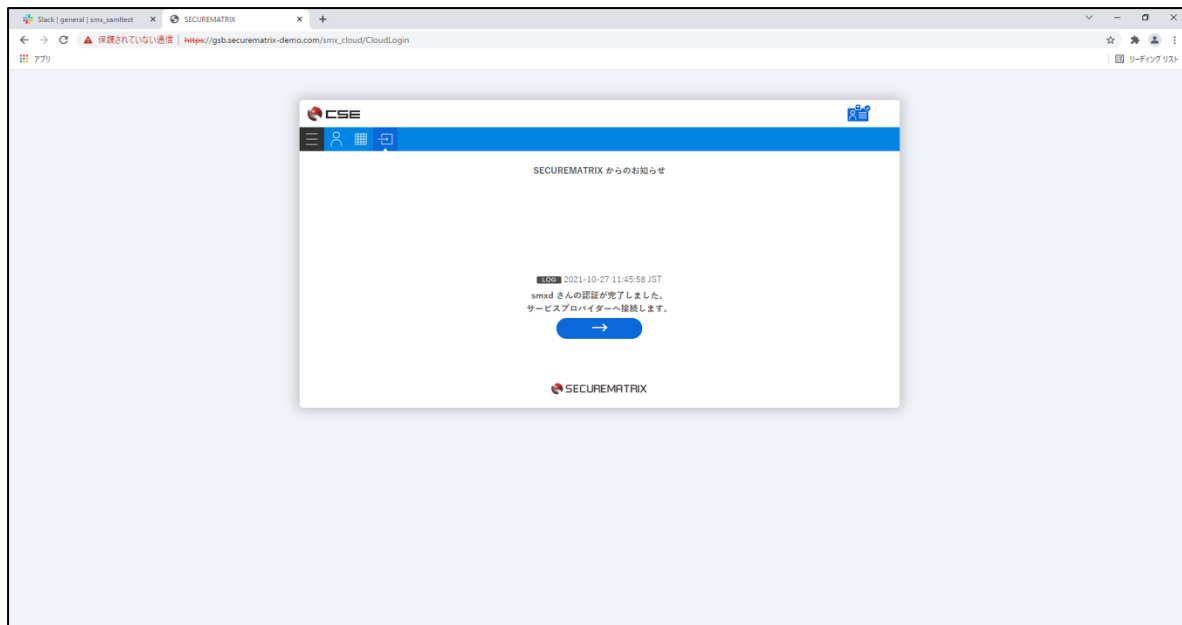 Slack | general | smx_samltest
SECUREMATRIX
保護されていない通信 | https://gsb.securematrix-demo.com/smx_cloud/CloudLogin
アプリ
リーディング リスト
CSE
SECUREMATRIX からのお知らせ
LOG 2021-10-27 11:45:58 JST
smxd さんの認証が完了しました。
サービスプロバイダーへ接続します。
SECUREMATRIX